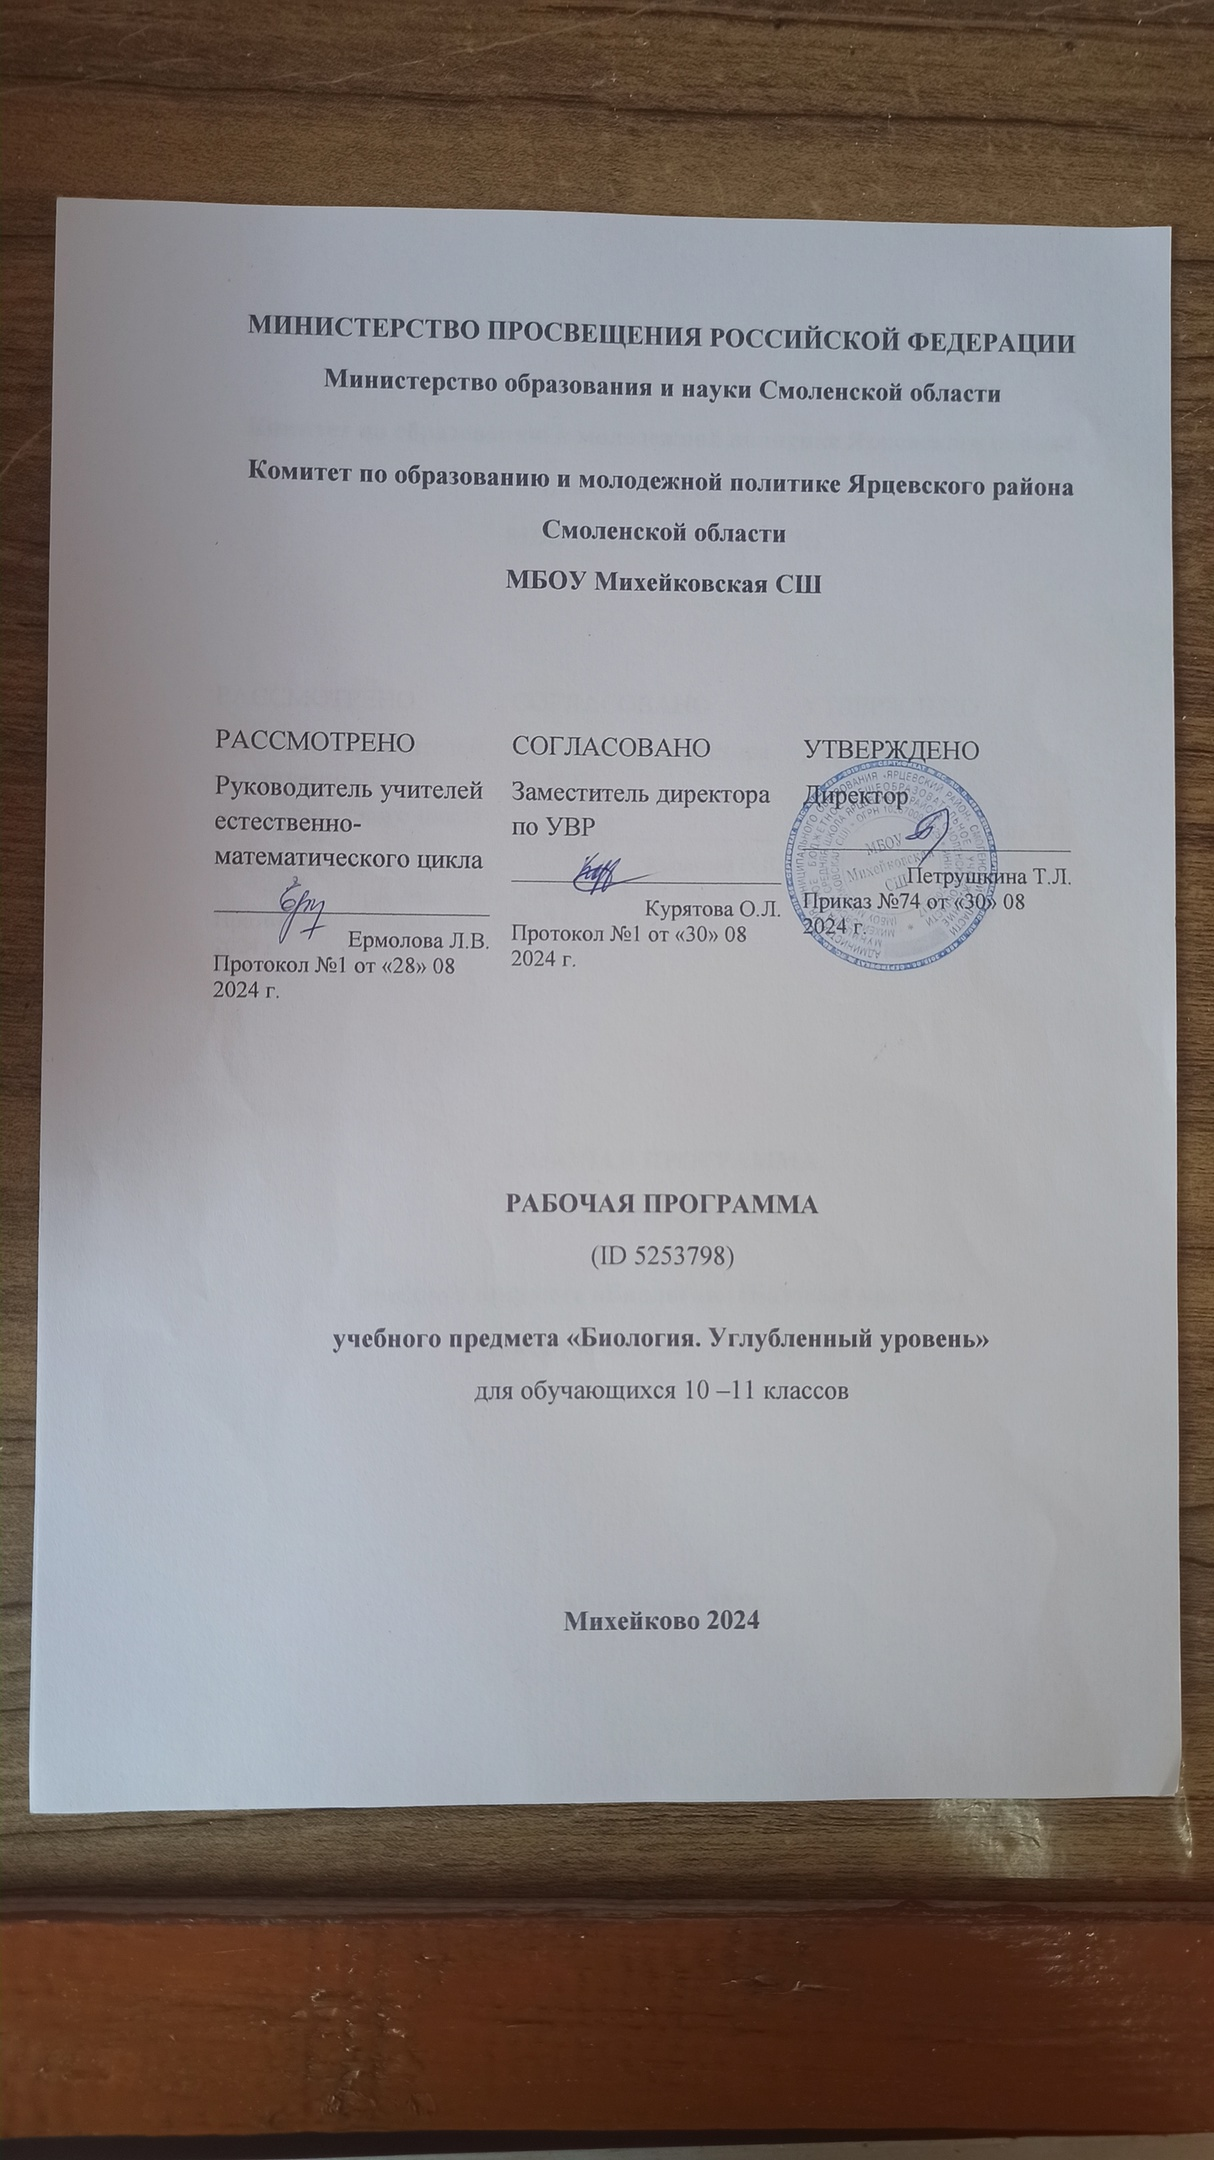 МИНИСТЕРСТВО ПРОСВЕЩЕНИЯ РОССИЙСКОЙ ФЕДЕРАЦИИ
Министерство образования и науки Смоленской области
Комитет по образованию и молодежной политике Ярцевского района
Смоленской области
МБОУ Михейковская СШ
РАССМОТРЕНО
Руководитель учителей
естественно-
математического цикла
Ермолова Л.В.
Протокол №1 от «28» 08
2024 г.
СОГЛАСОВАНО
Заместитель директора
по УВР
Курятова О.Л.
Протокол №1 от «30» 08
2024 г.
УТВЕРЖДЕНО
Директор
Петрушкина Т.Л.
Приказ №74 от «30» 08
2024 г.
МБОУ
Михейковская
СШ
РАБОЧАЯ ПРОГРАММА
(ID 5253798)
учебного предмета «Биология. Углубленный уровень»
для обучающихся 10 –11 классов
Михейково 2024